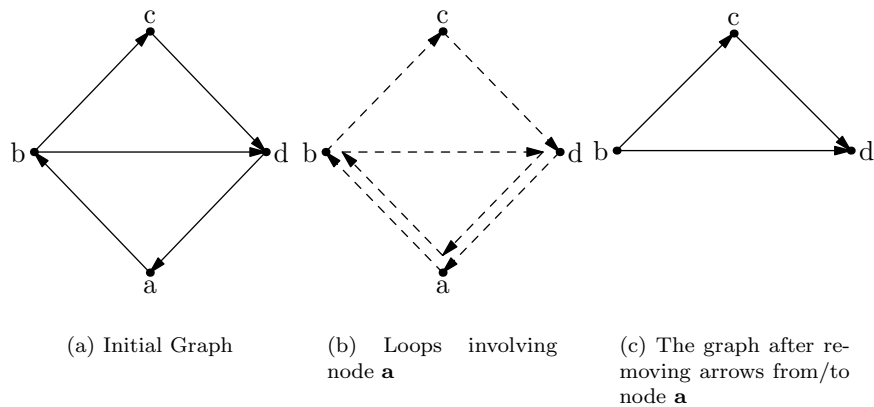 c
b
d
a
(a) Initial Graph
c
b
d
a
(b) Loops involving
node a
c
b
d
(c) The graph after re-
moving arrows from/to
node a